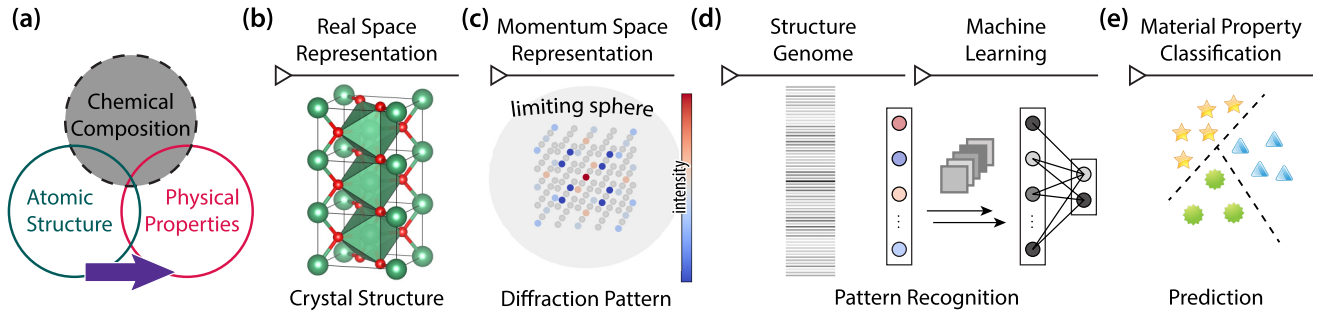 (a)
Chemical
Composition
Atomic
Structure
Physical
Properties
(b)
Real Space
Representation
Crystal Structure
(c)
Momentum Space
Representation
limiting sphere
intensity
Diffraction Pattern
(d)
Structure
Genome
Machine
Learning
Pattern Recognition
(e)
Material Property
Classification
Prediction